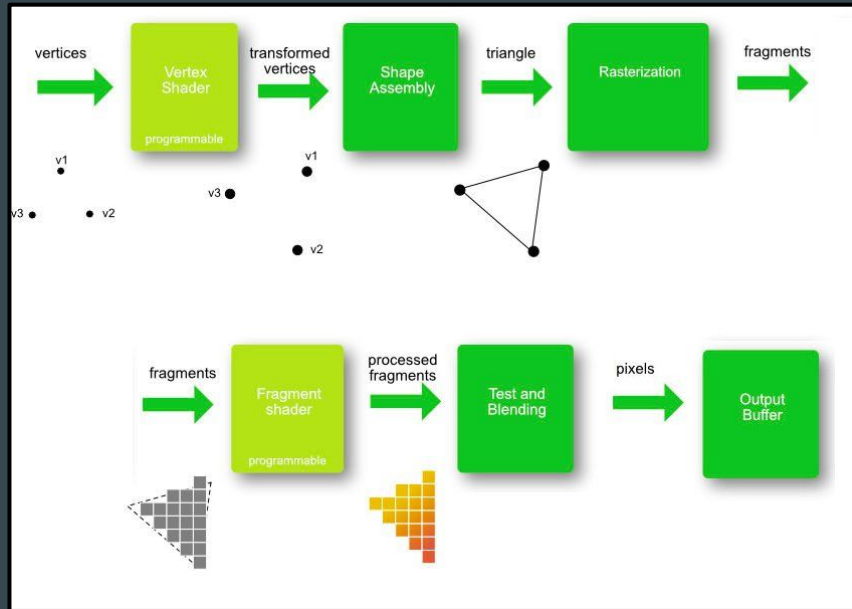 vertices
Vertex
Shader
programmable
transformed
vertices
Shape
Assembly
triangle
Rasterization
fragments
v1
v3
v2
v1
v3
v2
fragments
Fragment
shader
programmable
processed
fragments
Test and
Blending
pixels
Output
Buffer